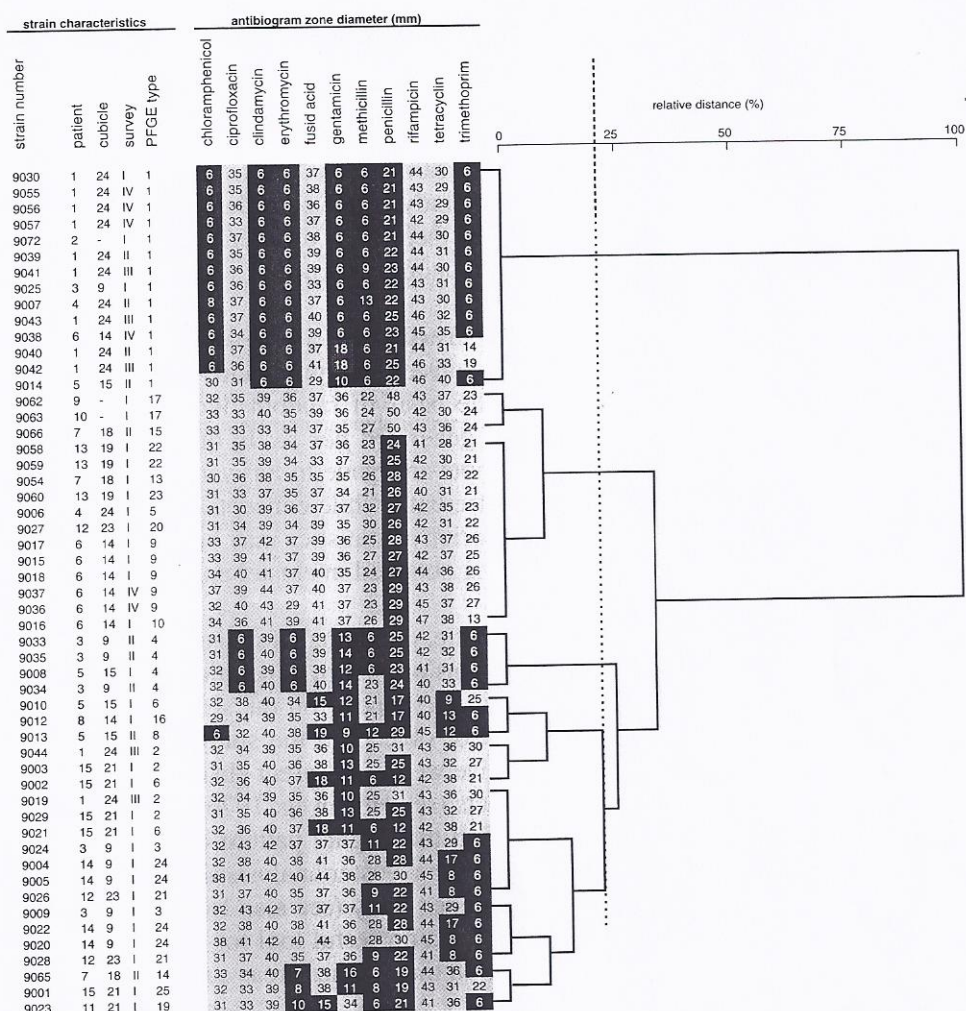 strain characteristics
antibiogram zone diameter (mm)
strain number patient cubicle survey PFGE type chloramphenicol ciprofloxacin clindamycin erythromycin fusid acid gentamicin methicillin penicillin rifampicin tetracyclin trimethoprim
relative distance (%)
0 25 50 75 100
9030 1 24 I 1 6 35 6 6 37 6 6 21 44 30 6
9055 1 24 IV 1 6 35 6 6 38 6 6 21 43 29 6
9056 1 24 IV 1 6 36 6 6 36 6 6 21 43 29 6
9057 1 24 IV 1 6 33 6 6 37 6 6 21 42 29 6
9072 2 - I 1 6 37 6 6 38 6 6 21 44 30 6
9039 1 24 II 1 6 35 6 6 39 6 6 22 44 31 6
9041 1 24 III 1 6 36 6 6 39 6 9 23 44 30 6
9025 3 9 I 1 6 36 6 6 33 6 6 22 43 31 6
9007 4 24 II 1 8 37 6 6 37 6 13 22 43 30 6
9043 1 24 III 1 6 37 6 6 40 6 6 25 46 32 6
9038 6 14 IV 1 6 34 6 6 39 6 6 23 45 35 6
9040 1 24 II 1 6 37 6 6 37 18 6 21 44 31 14
9042 1 24 III 1 6 36 6 6 41 18 6 25 46 33 19
9014 5 15 II 1 30 31 6 6 29 10 6 22 46 40 6
9062 9 - I 17 32 35 39 36 37 36 22 48 43 37 23
9063 10 - I 17 33 33 40 35 39 36 24 50 42 30 24
9066 7 18 II 15 33 33 33 34 37 35 27 50 43 36 24
9058 13 19 I 22 31 35 38 34 37 36 23 24 41 28 21
9059 13 19 I 22 31 35 39 34 33 37 23 25 42 30 21
9054 7 18 I 13 30 36 38 35 35 35 26 28 42 29 22
9060 13 19 I 23 31 33 37 35 37 34 21 26 40 31 21
9006 4 24 I 5 31 30 39 36 37 37 32 27 42 35 23
9027 12 23 I 20 31 34 39 34 39 35 30 26 42 31 22
9017 6 14 I 9 33 37 42 37 39 36 25 28 43 37 26
9015 6 14 I 9 33 39 41 37 39 36 27 27 42 37 25
9018 6 14 I 9 34 40 41 37 40 35 24 27 44 36 26
9037 6 14 IV 9 37 39 44 37 40 37 23 29 43 38 26
9036 6 14 IV 9 32 40 43 29 41 37 23 29 45 37 27
9016 6 14 I 10 34 36 41 39 41 37 26 29 47 38 13
9033 3 9 II 4 31 6 39 6 39 13 6 25 42 31 6
9035 3 9 II 4 31 6 40 6 39 14 6 25 42 32 6
9008 5 15 I 4 32 6 39 6 38 12 6 23 41 31 6
9034 3 9 II 4 32 6 40 6 40 14 23 24 40 33 6
9010 5 15 I 6 32 38 40 34 15 12 21 17 40 9 25
9012 8 14 I 16 29 34 39 35 33 11 21 17 40 13 6
9013 5 15 II 8 6 32 40 38 19 9 12 29 45 12 6
9044 1 24 III 2 32 34 39 35 36 10 25 31 43 36 30
9003 15 21 I 2 31 35 40 36 38 13 25 25 43 32 27
9002 15 21 I 6 32 36 40 37 18 11 6 12 42 38 21
9019 1 24 III 2 32 34 39 35 36 10 25 31 43 36 30
9029 15 21 I 2 31 35 40 36 38 13 25 25 43 32 27
9021 15 21 I 6 32 36 40 37 18 11 6 12 42 38 21
9024 3 9 I 3 32 43 42 37 37 37 11 22 43 29 6
9004 14 9 I 24 32 38 40 38 41 36 28 28 44 17 6
9005 14 9 I 24 38 41 42 40 44 38 28 30 45 8 6
9026 12 23 I 21 31 37 40 35 37 36 9 22 41 8 6
9009 3 9 I 3 32 43 42 37 37 37 11 22 43 29 6
9022 14 9 I 24 32 38 40 38 41 36 28 28 44 17 6
9020 14 9 I 24 38 41 42 40 44 38 28 30 45 8 6
9028 12 23 I 21 31 37 40 35 37 36 9 22 41 8 6
9065 7 18 II 14 33 34 40 7 38 16 6 19 44 36 6
9001 15 21 I 25 32 33 39 8 38 11 8 19 43 31 22
9023 11 21 I 19 31 33 39 10 15 34 6 21 41 36 6